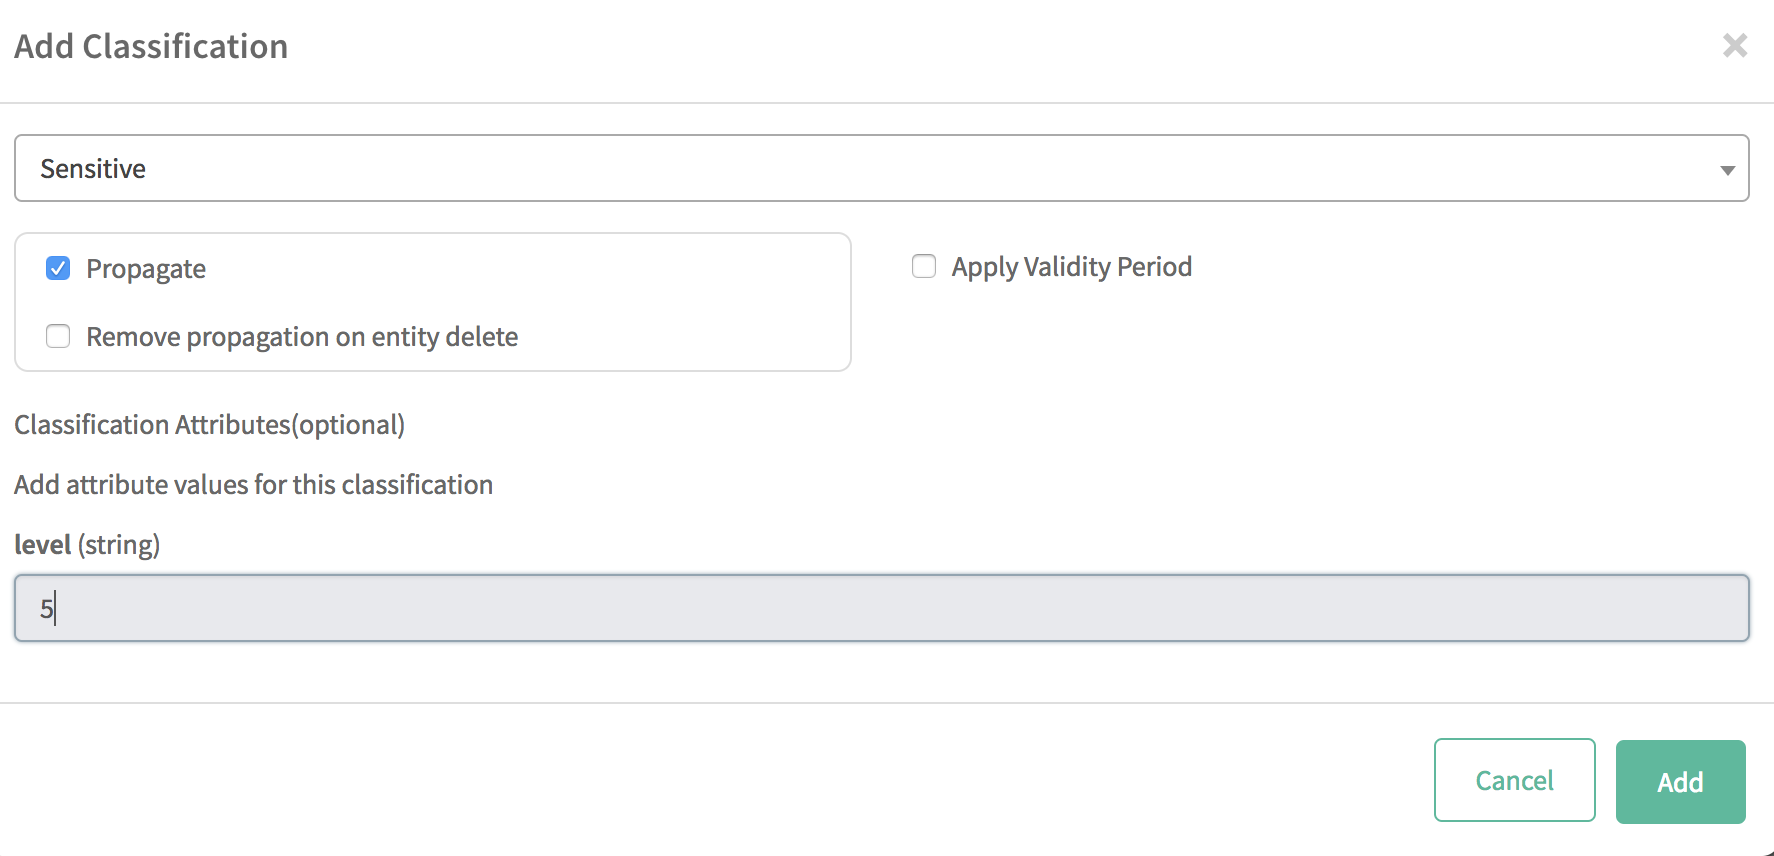 Add Classification
Sensitive
Propagate
Apply Validity Period
Remove propagation on entity delete
Classification Attributes(optional)
Add attribute values for this classification
level (string)
5
Cancel
Add